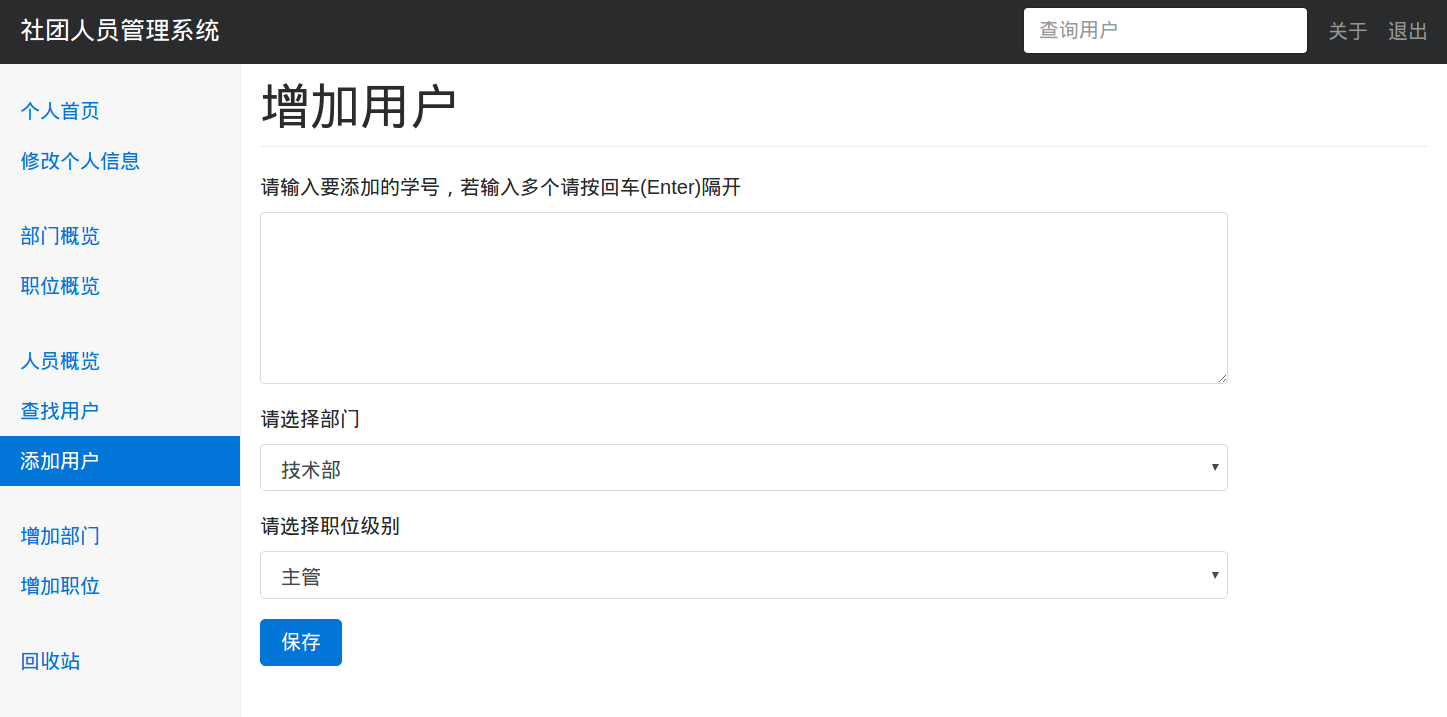 社团人员管理系统
查询用户
关于
退出
个人首页
修改个人信息
部门概览
职位概览
人员概览
查找用户
添加用户
增加部门
增加职位
回收站
增加用户
请输入要添加的学号，若输入多个请按回车(Enter)隔开
请选择部门
技术部
请选择职位级别
主管
保存